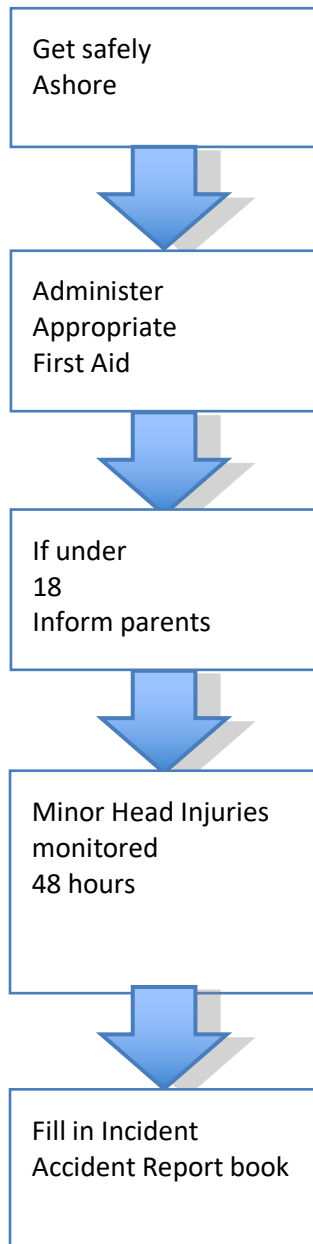 Get safely
Ashore
Administer
Appropriate
First Aid
If under
18
Inform parents
Minor Head Injuries
monitored
48 hours
Fill in Incident
Accident Report book